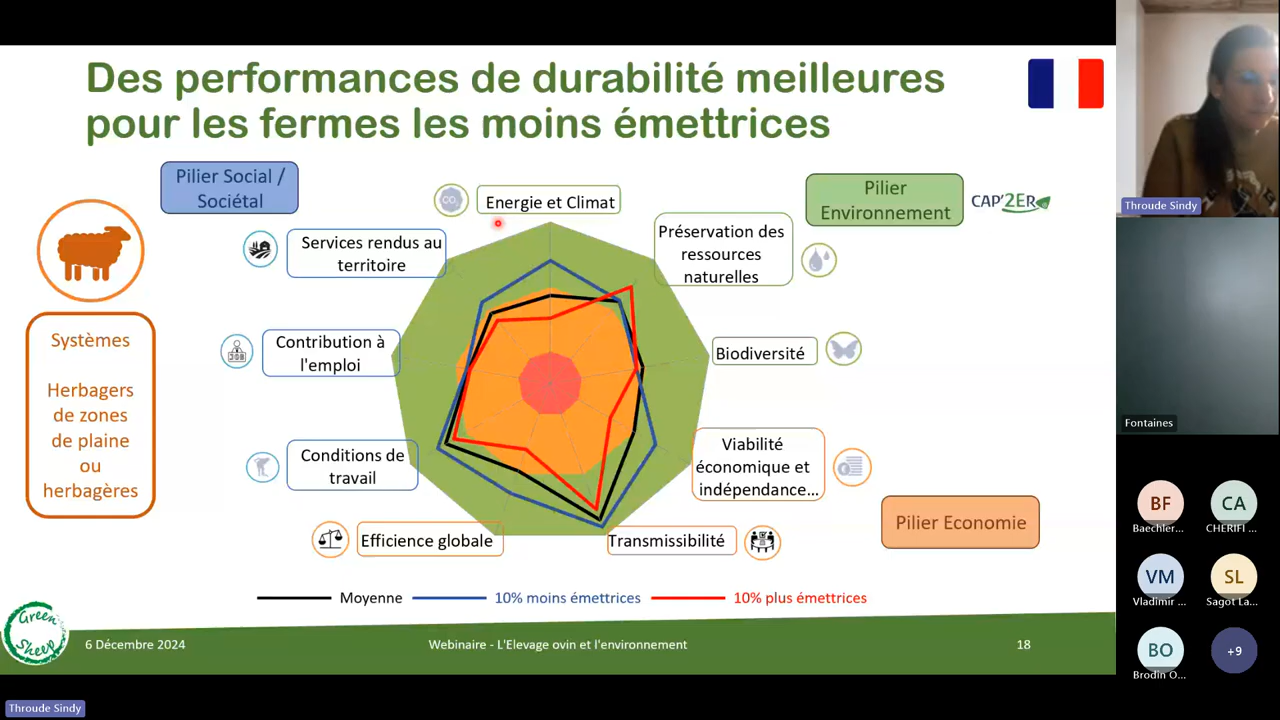 Des performances de durabilité meilleures
pour les fermes les moins émettrices
Pilier Social /
Sociétal
Energie et Climat
CO₂
Pilier
Environnement
CAP'2ER
Services rendus au
territoire
Préservation des
ressources
naturelles
Systèmes
Herbagers
de zones
de plaine
ou
herbagères
Contribution à
l'emploi
JOB
Biodiversité
Conditions de
travail
Viabilité
économique et
indépendance...
Efficience globale
Transmissibilité
Pilier Economie
Moyenne
10% moins émettrices
10% plus émettrices
Green
Sheep
6 Décembre 2024
Webinaire - L'Elevage ovin et l'environnement
18
Throude Sindy
Fontaines
BF
Baechler...
CA
CHERIFI ...
VM
Vladimir ...
SL
Sagot La...
BO
Brodin O...
+9
Throude Sindy